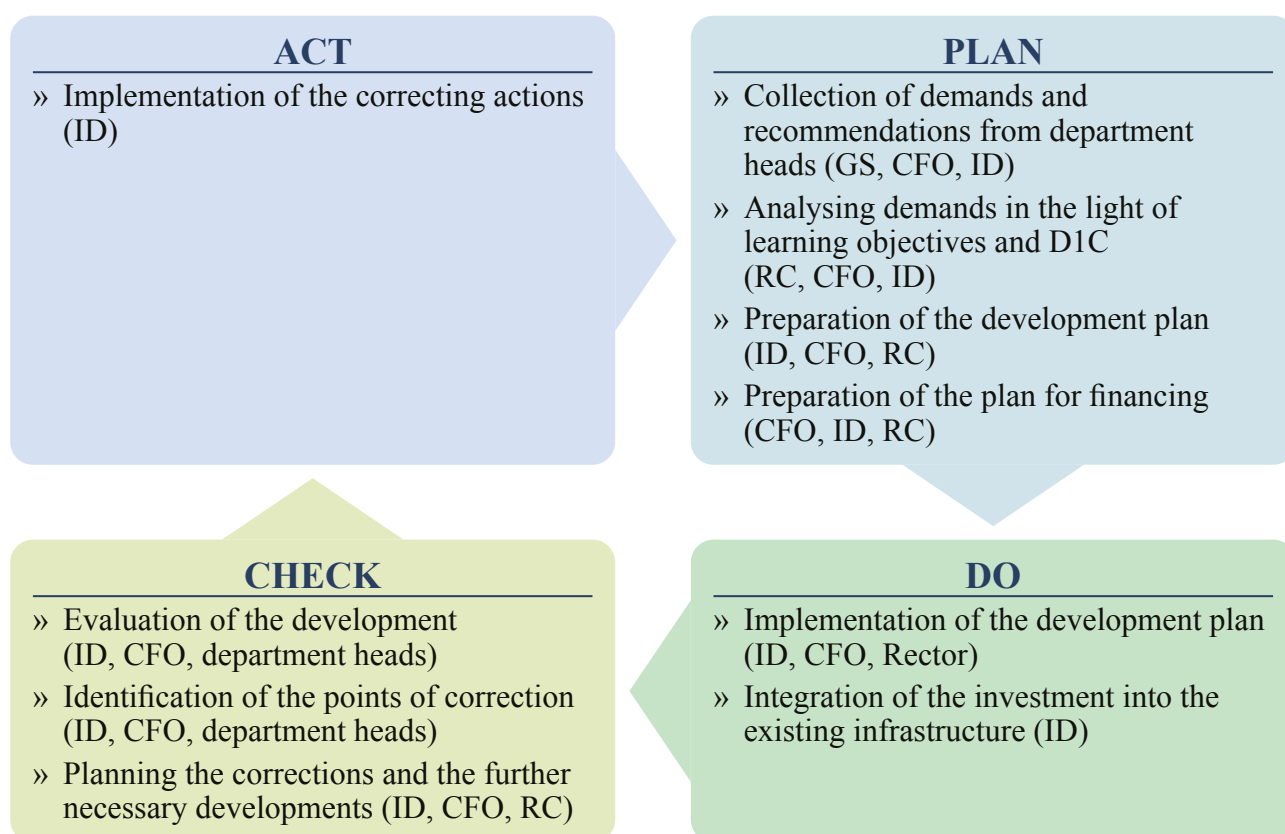 ACT
» Implementation of the correcting actions
(ID)
PLAN
» Collection of demands and
recommendations from department
heads (GS, CFO, ID)
» Analysing demands in the light of
learning objectives and D1C
(RC, CFO, ID)
» Preparation of the development plan
(ID, CFO, RC)
» Preparation of the plan for financing
(CFO, ID, RC)
CHECK
» Evaluation of the development
(ID, CFO, department heads)
» Identification of the points of correction
(ID, CFO, department heads)
» Planning the corrections and the further
necessary developments (ID, CFO, RC)
DO
» Implementation of the development plan
(ID, CFO, Rector)
» Integration of the investment into the
existing infrastructure (ID)